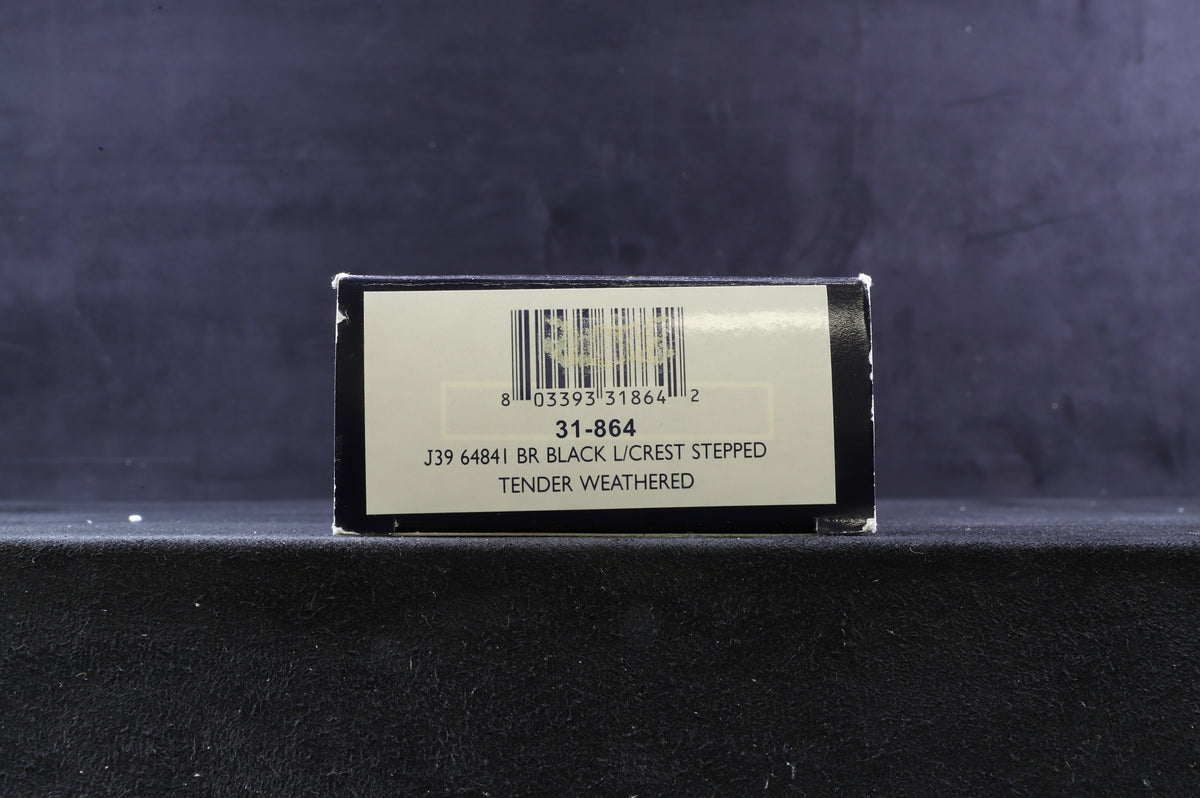 8 03393 31864 2
31-864
J39 64841 BR BLACK L/CREST STEPPED
TENDER WEATHERED